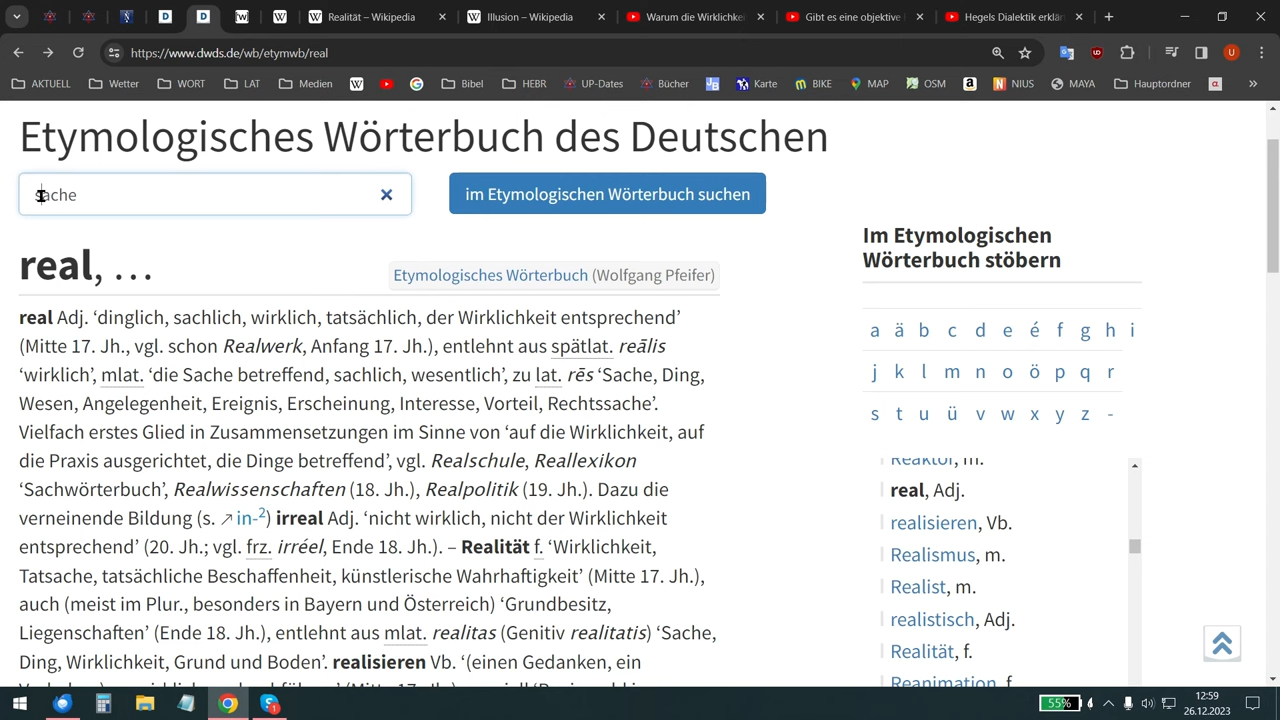 Realität – Wikipedia
Illusion – Wikipedia
Warum die Wirklichke
Gibt es eine objektive
Hegels Dialektik erklär
https://www.dwds.de/wb/etymwb/real
AKTUELL
Wetter
WORT
LAT
Medien
Bibel
HEBR
UP-Dates
Bücher
Karte
BIKE
MAP
OSM
NIUS
MAYA
Hauptordner
Etymologisches Wörterbuch des Deutschen
sache
im Etymologischen Wörterbuch suchen
real, …
Etymologisches Wörterbuch (Wolfgang Pfeifer)
real Adj. ‘dinglich, sachlich, wirklich, tatsächlich, der Wirklichkeit entsprechend’
(Mitte 17. Jh., vgl. schon Realwerk, Anfang 17. Jh.), entlehnt aus spätlat. reālis
‘wirklich’, mlat. ‘die Sache betreffend, sachlich, wesentlich’, zu lat. rēs ‘Sache, Ding,
Wesen, Angelegenheit, Ereignis, Erscheinung, Interesse, Vorteil, Rechtssache’.
Vielfach erstes Glied in Zusammensetzungen im Sinne von ‘auf die Wirklichkeit, auf
die Praxis ausgerichtet, die Dinge betreffend’, vgl. Realschule, Reallexikon
‘Sachwörterbuch’, Realwissenschaften (18. Jh.), Realpolitik (19. Jh.). Dazu die
verneinende Bildung (s. ↗in-²) irreal Adj. ‘nicht wirklich, nicht der Wirklichkeit
entsprechend’ (20. Jh.; vgl. frz. irréel, Ende 18. Jh.). – Realität f. ‘Wirklichkeit,
Tatsache, tatsächliche Beschaffenheit, künstlerische Wahrhaftigkeit’ (Mitte 17. Jh.),
auch (meist im Plur., besonders in Bayern und Österreich) ‘Grundbesitz,
Liegenschaften’ (Ende 18. Jh.), entlehnt aus mlat. realitas (Genitiv realitatis) ‘Sache,
Ding, Wirklichkeit, Grund und Boden’. realisieren Vb. ‘(einen Gedanken, ein
Im Etymologischen
Wörterbuch stöbern
a ä b c d e é f g h i
j k l m n o ö p q r
s t u ü v w x y z -
Reaktor, m.
real, Adj.
realisieren, Vb.
Realismus, m.
Realist, m.
realistisch, Adj.
Realität, f.
Reanimation, f.
55%
12:59
26.12.2023